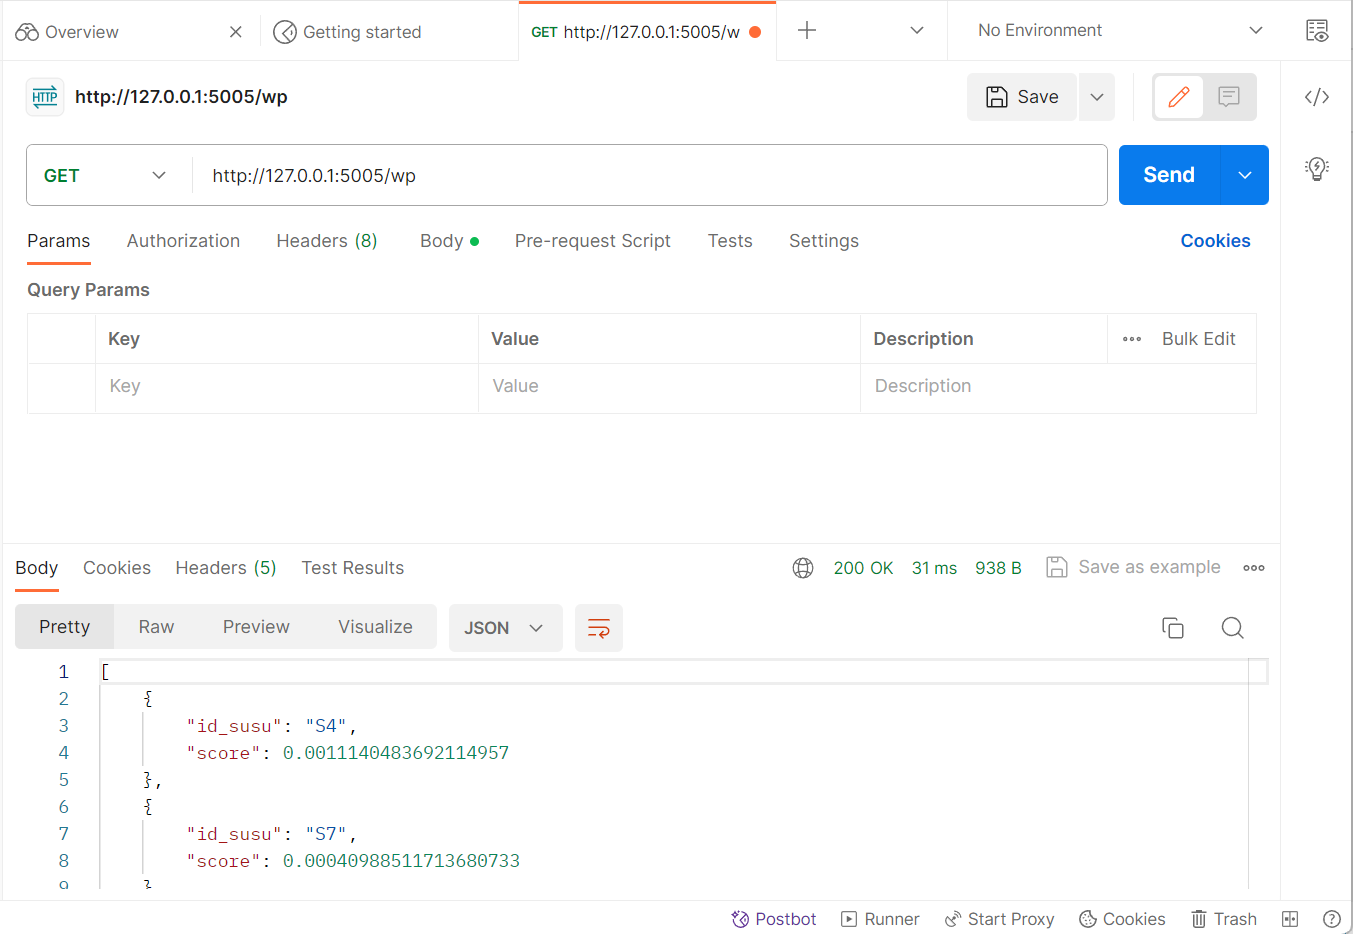 Overview Getting started GET http://127.0.0.1:5005/w No Environment
HTTP http://127.0.0.1:5005/wp Save
GET http://127.0.0.1:5005/wp Send
Params Authorization Headers (8) Body Pre-request Script Tests Settings Cookies
Query Params
Key Value Description Bulk Edit
Key Value Description
Body Cookies Headers (5) Test Results 200 OK 31 ms 938 B Save as example
Pretty Raw Preview Visualize JSON
1 [
2 {
3 "id_susu": "S4",
4 "score": 0.0011140483692114957
5 },
6 {
7 "id_susu": "S7",
8 "score": 0.00040988511713680733
9 }
Postbot Runner Start Proxy Cookies Trash